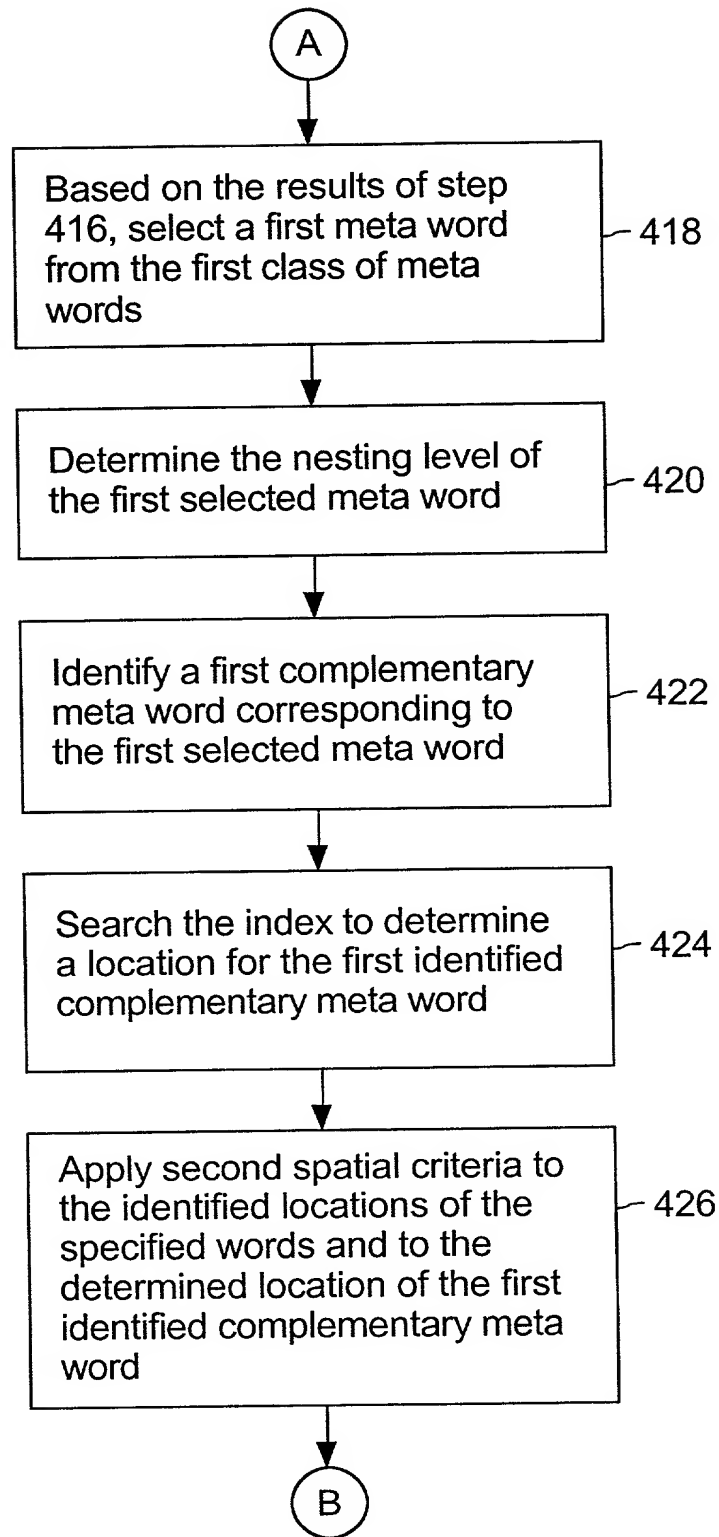 A
Based on the results of step
416, select a first meta word
from the first class of meta
words
418
Determine the nesting level of
the first selected meta word
420
Identify a first complementary
meta word corresponding to
the first selected meta word
422
Search the index to determine
a location for the first identified
complementary meta word
424
Apply second spatial criteria to
the identified locations of the
specified words and to the
determined location of the first
identified complementary meta
word
426
B